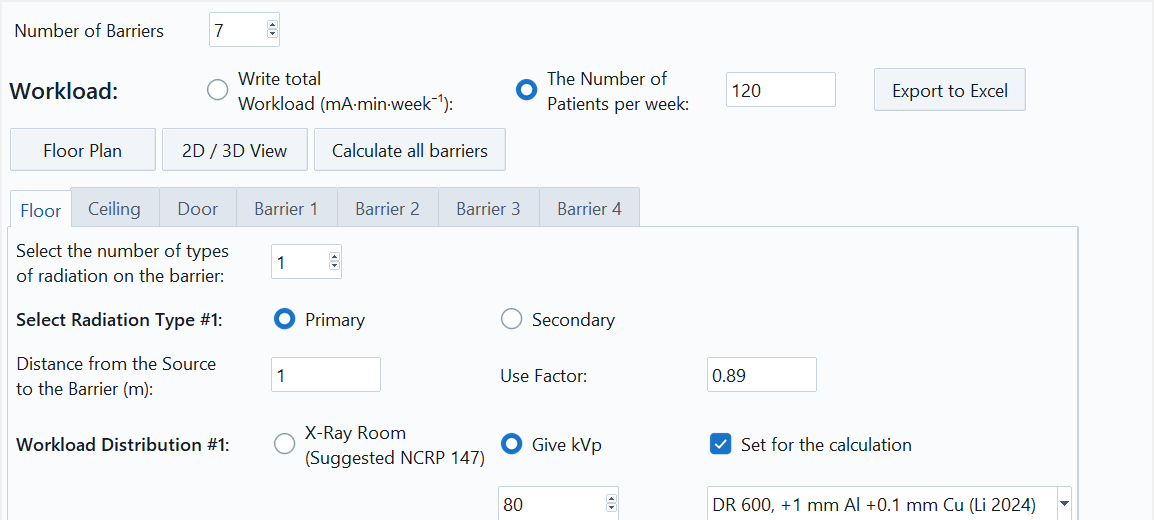 Number of Barriers 7
Workload: Write total Workload (mA·min·week⁻¹): The Number of Patients per week: 120 Export to Excel
Floor Plan 2D / 3D View Calculate all barriers
Floor Ceiling Door Barrier 1 Barrier 2 Barrier 3 Barrier 4
Select the number of types
of radiation on the barrier: 1
Select Radiation Type #1: Primary Secondary
Distance from the Source
to the Barrier (m): 1 Use Factor: 0.89
Workload Distribution #1: X-Ray Room (Suggested NCRP 147) Give kVp Set for the calculation
80 DR 600, +1 mm Al +0.1 mm Cu (Li 2024)